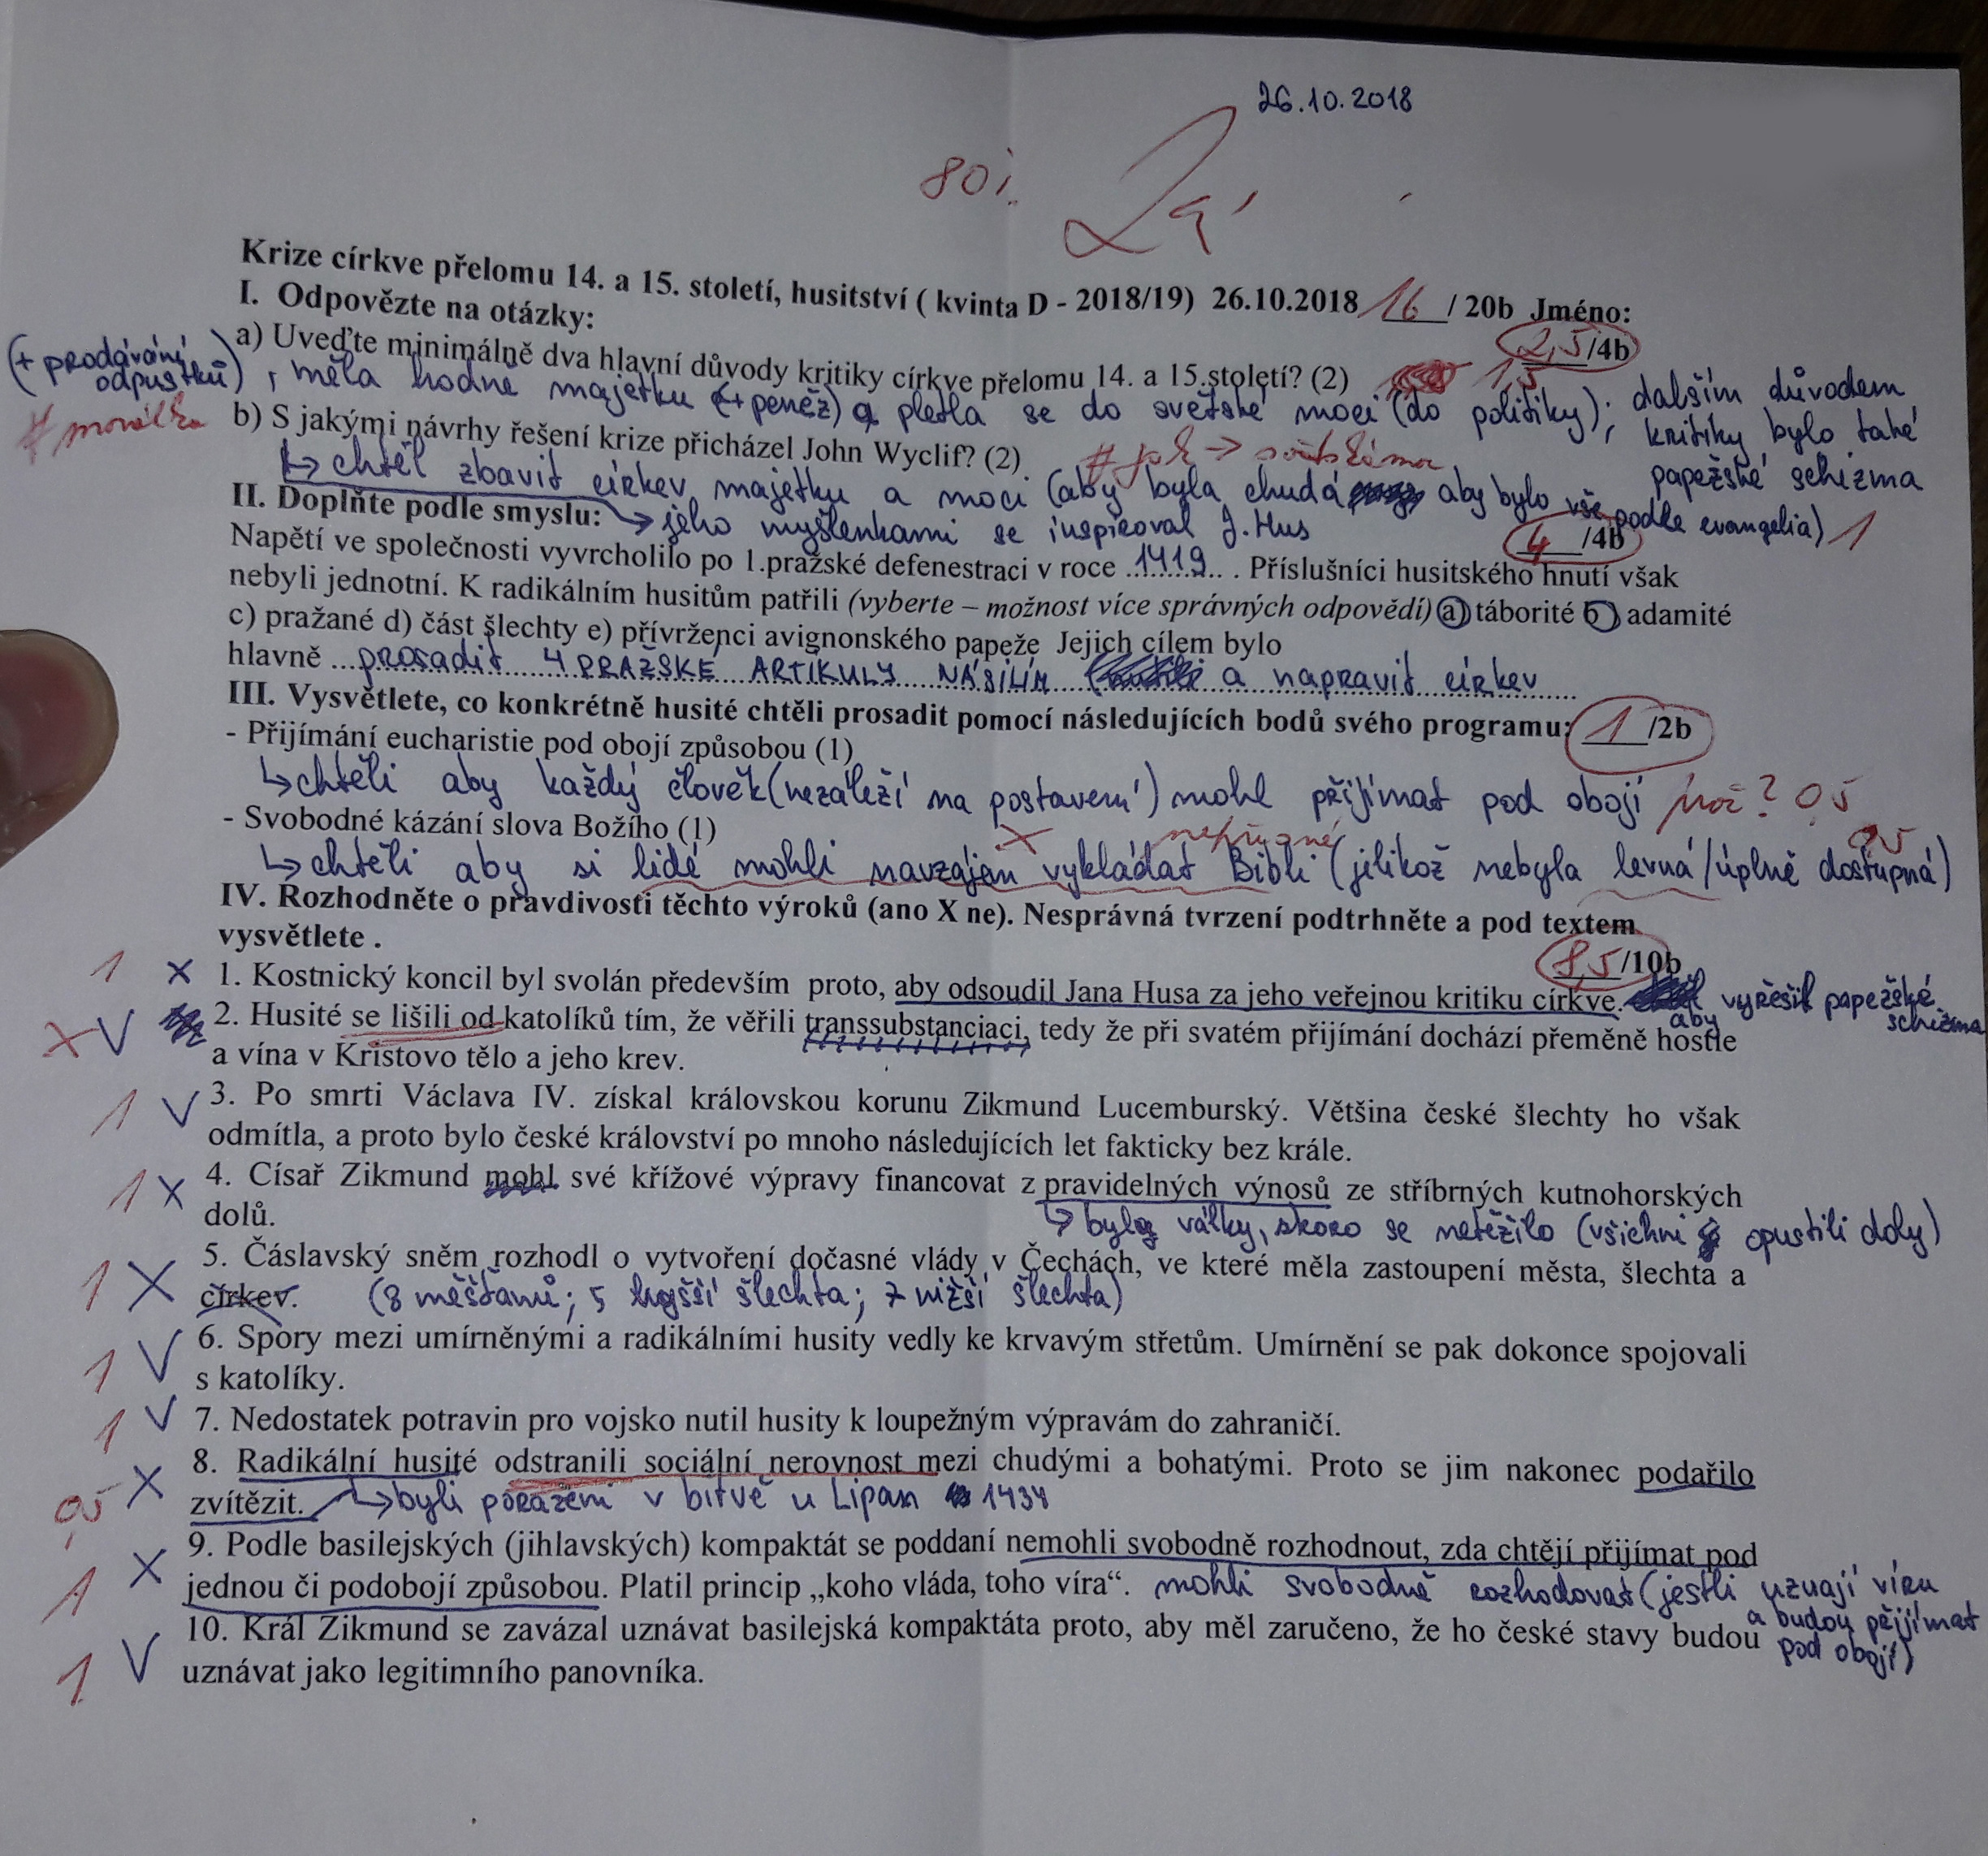 26.10.2018
Krize církve přelomu 14. a 15. století, husitství ( kvinta D - 2018/19) 26.10.2018 16 / 20b Jméno:
I. Odpovězte na otázky:
2,5/4b
a) Uveďte minimálně dva hlavní důvody kritiky církve přelomu 14. a 15.století? (2) 1,5
(+ prodávání odpustků), měla hodně majetku (+peněz) a pletla se do světské moci (do politiky); dalším důvodem
kritiky bylo také
papežské schizma
b) S jakými návrhy řešení krize přicházel John Wyclif? (2)
↳ chtěl zbavit církev majetku a moci (aby byla chudá aby bylo vše podle evangelia) 1
II. Doplňte podle smyslu: ↳ jeho myšlenkami se inspiroval J. Hus
4/4b
Napětí ve společnosti vyvrcholilo po 1.pražské defenestraci v roce 1419 . Příslušníci husitského hnutí však
nebyli jednotní. K radikálním husitům patřili (vyberte – možnost více správných odpovědí) a) táborité b) adamité
c) pražané d) část šlechty e) přívrženci avignonského papeže Jejich cílem bylo
hlavně prosadit 4 PRAŽSKÉ ARTIKULY NÁSILÍM a napravit církev
III. Vysvětlete, co konkrétně husité chtěli prosadit pomocí následujících bodů svého programu: 1/2b
- Přijímání eucharistie pod obojí způsobou (1)
↳ chtěli aby každý člověk (nezáleží na postavení) mohl přijímat pod obojí proč? 0,5
- Svobodné kázání slova Božího (1)
0,5
↳ chtěli aby si lidé mohli navzájem vykládat Bibli (jelikož nebyla levná/úplně dostupná)
IV. Rozhodněte o pravdivosti těchto výroků (ano X ne). Nesprávná tvrzení podtrhněte a pod textem
vysvětlete .
8,5/10b
1 X 1. Kostnický koncil byl svolán především proto, aby odsoudil Jana Husa za jeho veřejnou kritiku církve. aby vyřešil papežské schizma
X V 2. Husité se lišili od katolíků tím, že věřili transsubstanciaci, tedy že při svatém přijímání dochází přeměně hostie
a vína v Kristovo tělo a jeho krev.
1 V 3. Po smrti Václava IV. získal královskou korunu Zikmund Lucemburský. Většina české šlechty ho však
odmítla, a proto bylo české království po mnoho následujících let fakticky bez krále.
1 X 4. Císař Zikmund mohl své křížové výpravy financovat z pravidelných výnosů ze stříbrných kutnohorských
dolů. ↳ byly války, skoro se netěžilo (všichni opustili doly)
1 X 5. Čáslavský sněm rozhodl o vytvoření dočasné vlády v Čechách, ve které měla zastoupení města, šlechta a
církev. (8 měšťanů; 5 vyšší šlechta; 7 nižší šlechta)
1 V 6. Spory mezi umírněnými a radikálními husity vedly ke krvavým střetům. Umírnění se pak dokonce spojovali
s katolíky.
1 V 7. Nedostatek potravin pro vojsko nutil husity k loupežným výpravám do zahraničí.
0,5 X 8. Radikální husité odstranili sociální nerovnost mezi chudými a bohatými. Proto se jim nakonec podařilo
zvítězit. ↳ byli poraženi v bitvě u Lipan 1434
1 X 9. Podle basilejských (jihlavských) kompaktát se poddaní nemohli svobodně rozhodnout, zda chtějí přijímat pod
jednou či podobojí způsobou. Platil princip „koho vláda, toho víra“. mohli svobodně rozhodovat (jestli uznají víru
a budou přijímat
pod obojí)
1 V 10. Král Zikmund se zavázal uznávat basilejská kompaktáta proto, aby měl zaručeno, že ho české stavy budou
uznávat jako legitimního panovníka.